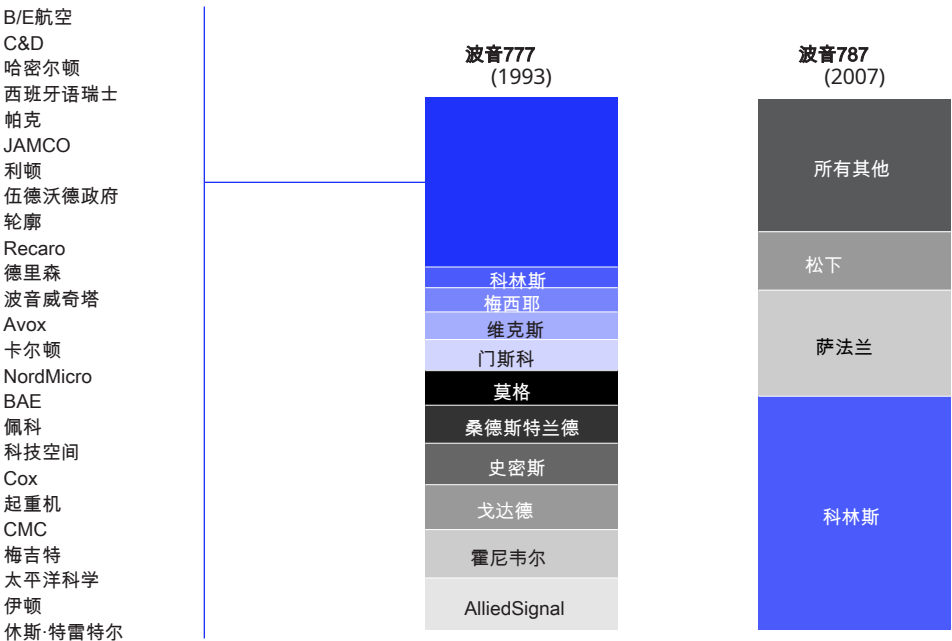 B/E航空
C&D
哈密尔顿
西班牙语瑞士
帕克
JAMCO
利顿
伍德沃德政府
轮廓
Recaro
德里森
波音威奇塔
Avox
卡尔顿
NordMicro
BAE
佩科
科技空间
Cox
起重机
CMC
梅吉特
太平洋科学
伊顿
休斯·特雷特尔
波音777
(1993)
科林斯
梅西耶
维克斯
门斯科
莫格
桑德斯特兰德
史密斯
戈达德
霍尼韦尔
AlliedSignal
波音787
(2007)
所有其他
松下
萨法兰
科林斯